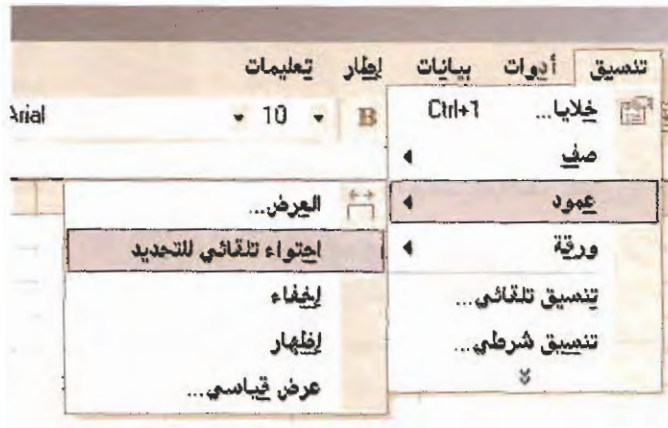 تنسيق أدوات بيانات إطار تعليمات
Arial 10 B
خلايا... Ctrl+1
صف
عمود
ورقة
تنسيق تلقائي...
تنسيق شرطي...
العرض...
احتواء تلقائي للتحديد
إخفاء
إظهار
عرض قياسي...